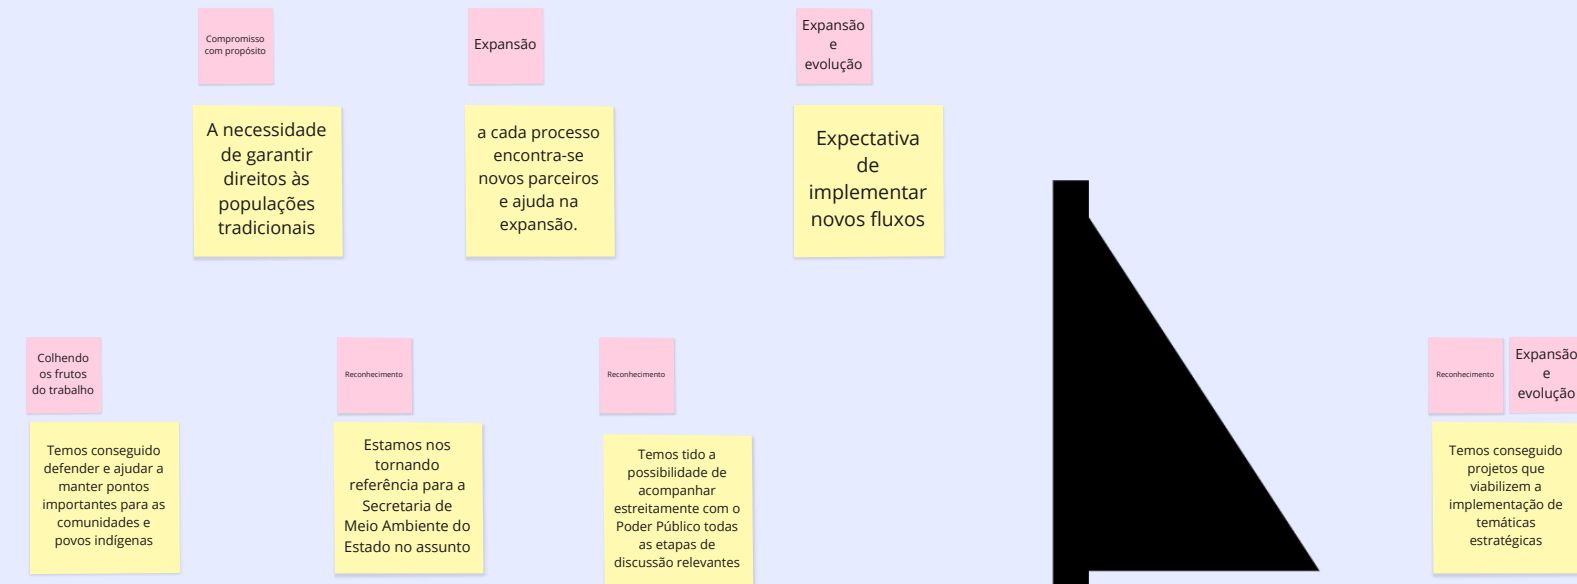 Compromisso
com propósito
A necessidade
de garantir
direitos às
populações
tradicionais
Expansão
a cada processo
encontra-se
novos parceiros
e ajuda na
expansão.
Expansão
e
evolução
Expectativa
de
implementar
novos fluxos
Colhendo
os frutos
do trabalho
Temos conseguido
defender e ajudar a
manter pontos
importantes para as
comunidades e
povos indígenas
Reconhecimento
Estamos nos
tornando
referência para a
Secretaria de
Meio Ambiente do
Estado no assunto
Reconhecimento
Temos tido a
possibilidade de
acompanhar
estreitamente com o
Poder Público todas
as etapas de
discussão relevantes
Reconhecimento
Expansão
e
evolução
Temos conseguido
projetos que
viabilizem a
implementação de
temáticas
estratégicas